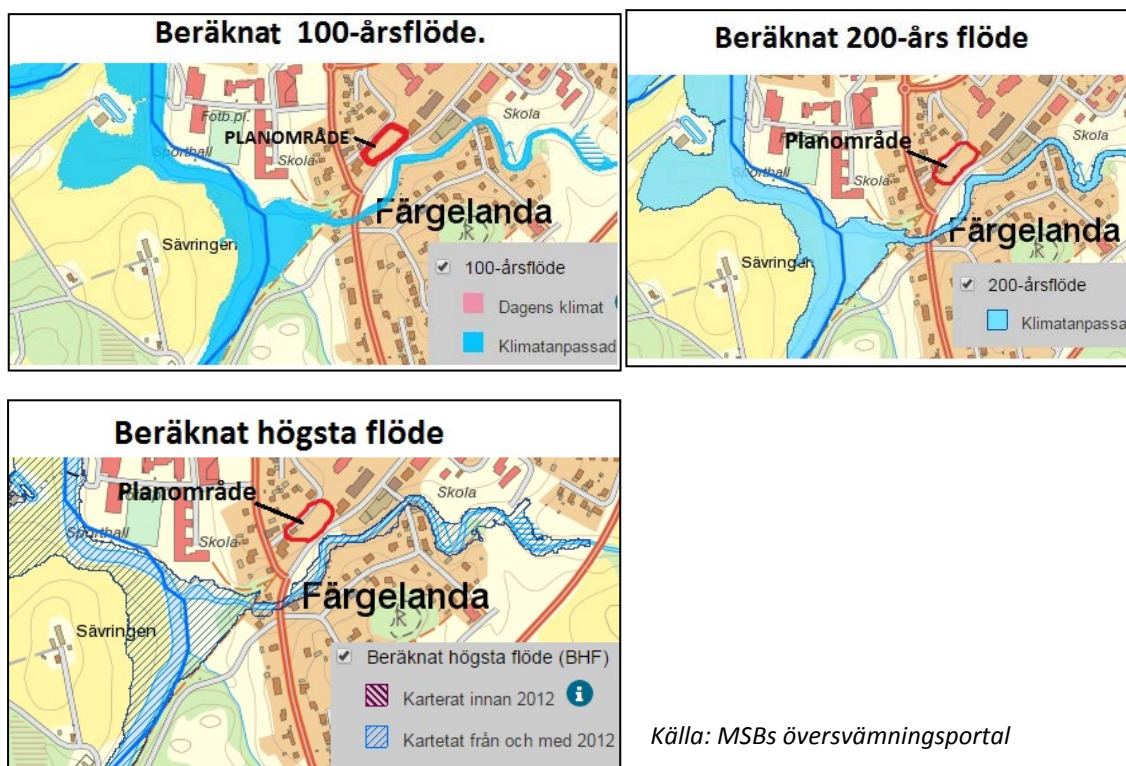 Beräknat 100-årsflöde.
Fotb.pl.
PLANOMRÅDE
Skola
Sporthall
Skola
Färgelanda
Sävringen
100-årsflöde
Dagens klimat
Klimatanpassad
Beräknat 200-års flöde
Skola
Planområde
Sporthall
Skola
Färgelanda
Sävringen
200-årsflöde
Klimatanpassa
Beräknat högsta flöde
Planområde
Skola
Sporthall
Skola
Färgelanda
Sävringen
Beräknat högsta flöde (BHF)
Karterat innan 2012 i
Kartetat från och med 2012
Källa: MSBs översvämningsportal